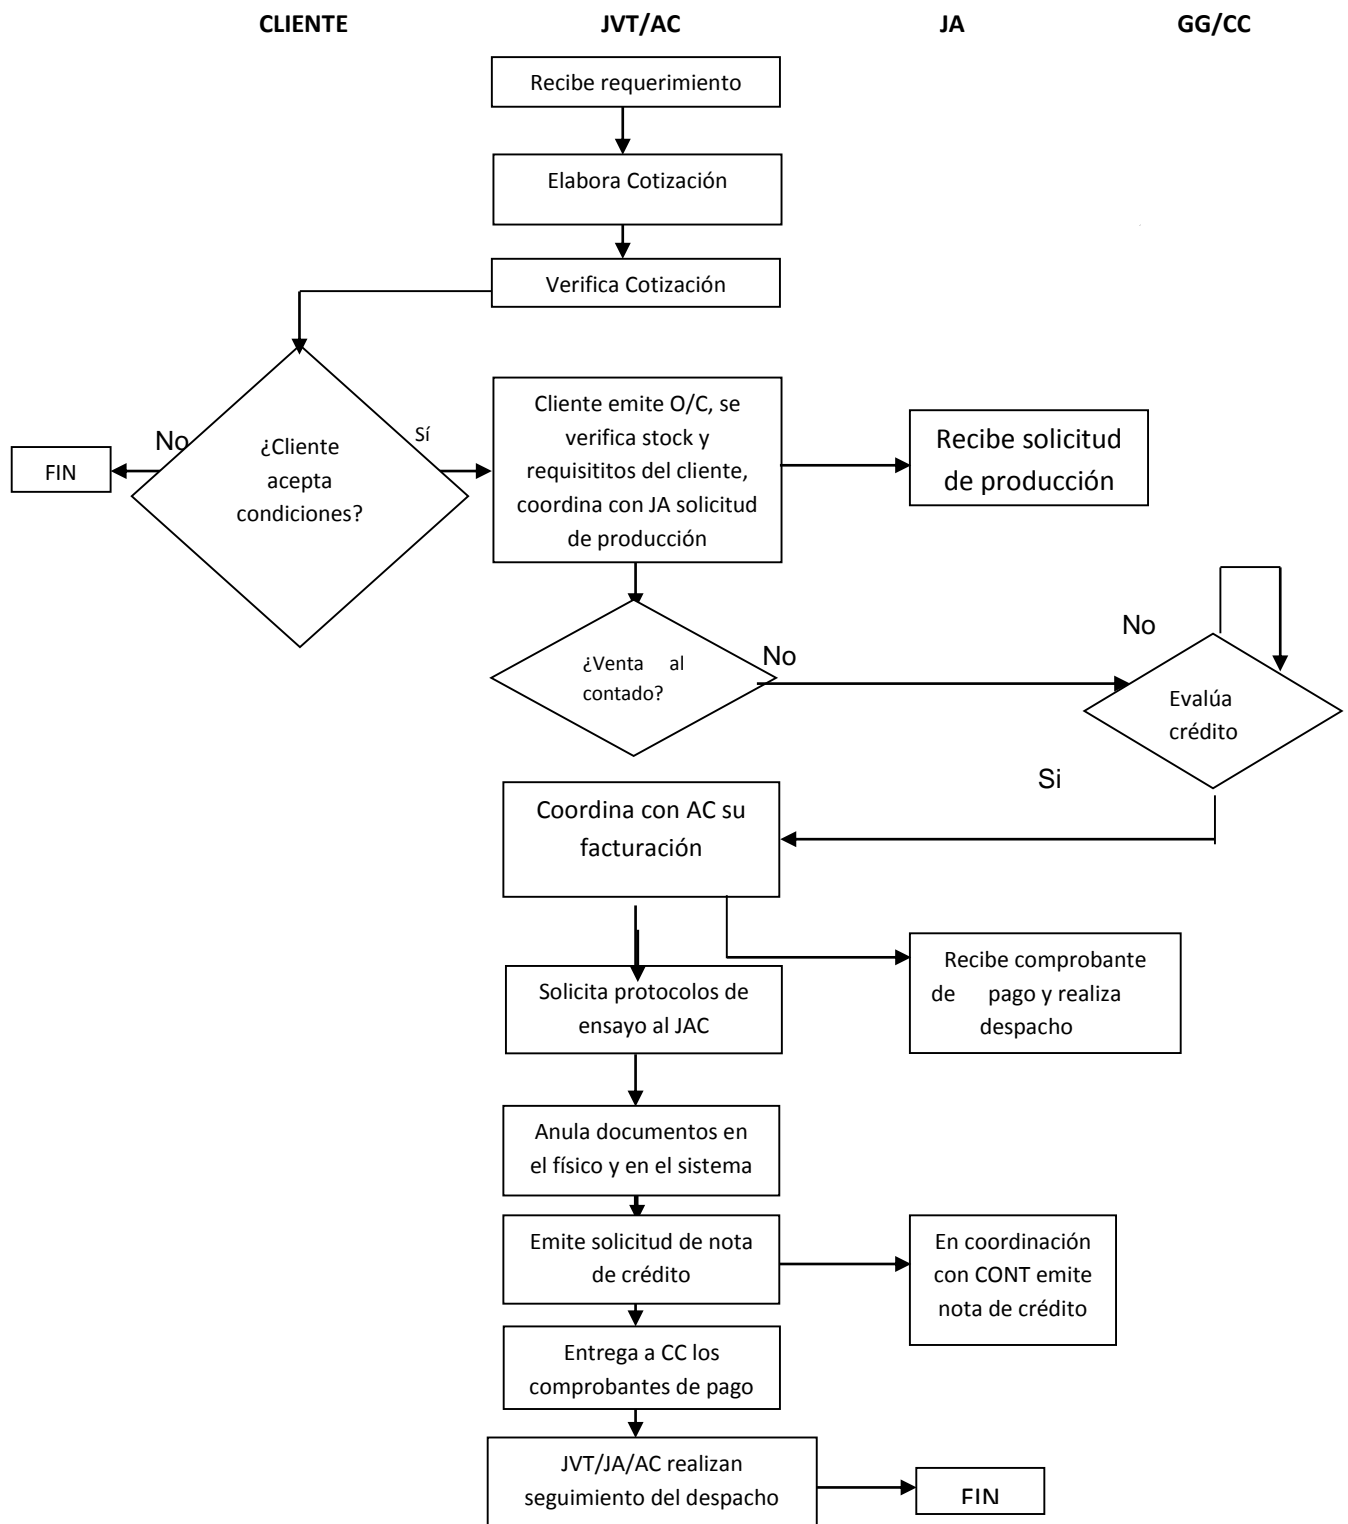 CLIENTE JVT/AC JA GG/CC
Recibe requerimiento
Elabora Cotización
Verifica Cotización
No
FIN
¿Cliente
acepta
condiciones?
Sí
Cliente emite O/C, se
verifica stock y
requisititos del cliente,
coordina con JA solicitud
de producción
Recibe solicitud
de producción
¿Venta al
contado?
No
No
Evalúa
crédito
Si
Coordina con AC su
facturación
Recibe comprobante
de pago y realiza
despacho
Solicita protocolos de
ensayo al JAC
Anula documentos en
el físico y en el sistema
Emite solicitud de nota
de crédito
En coordinación
con CONT emite
nota de crédito
Entrega a CC los
comprobantes de pago
JVT/JA/AC realizan
seguimiento del despacho
FIN